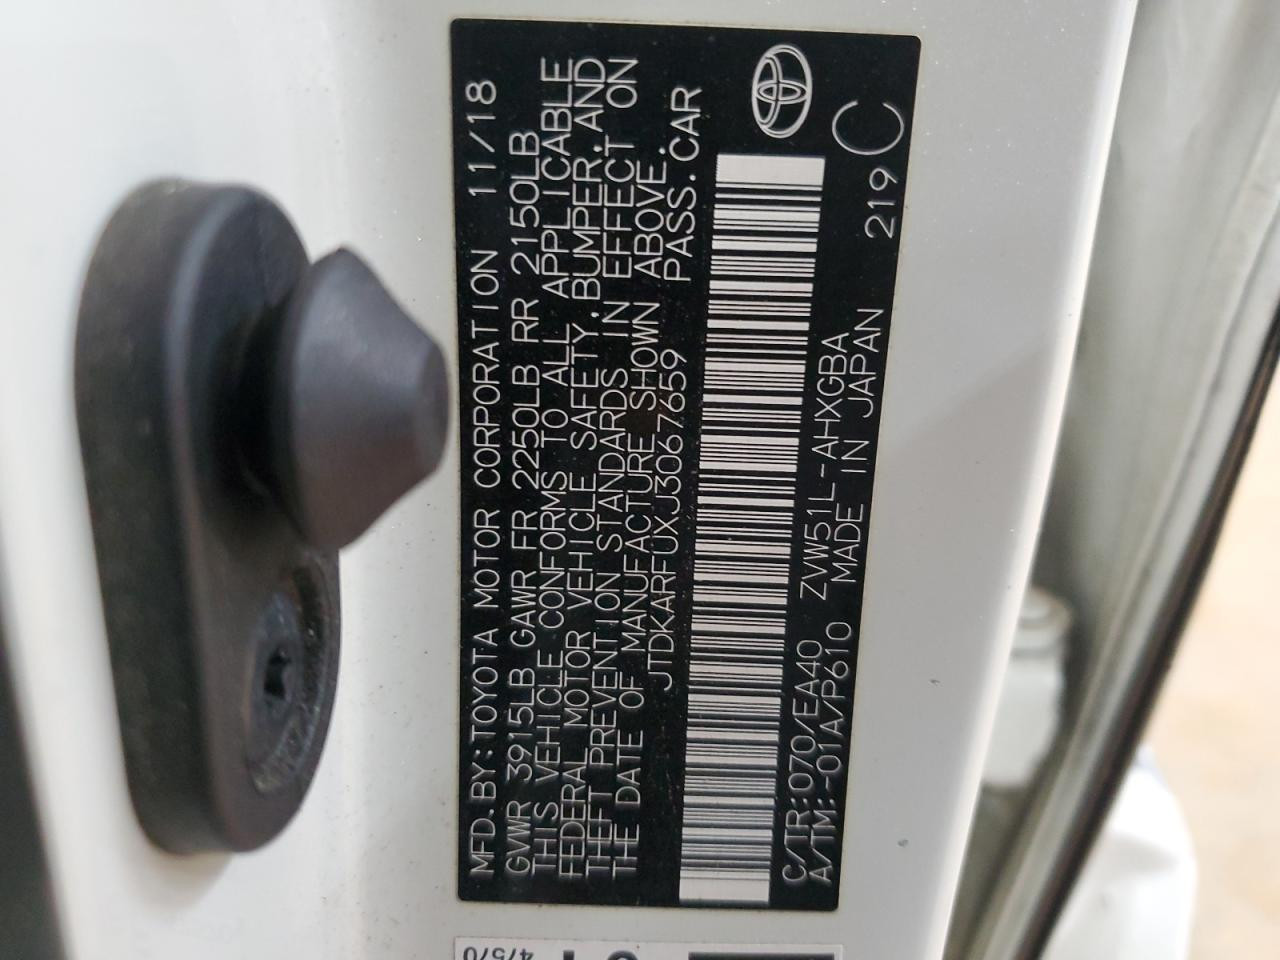 MFD.BY:TOYOTA MOTOR CORPORATION 11/18
GVWR 3915LB GAWR FR 2250LB RR 2150LB
THIS VEHICLE CONFORMS TO ALL APPLICABLE
FEDERAL MOTOR VEHICLE SAFETY,BUMPER,AND
THEFT PREVENTION STANDARDS IN EFFECT ON
THE DATE OF MANUFACTURE SHOWN ABOVE.
JTDKARFUXJ3067659 PASS.CAR
C/TR:070/EA40 ZVW51L-AHXGBA 219 C
A/TM:-01A/P610 MADE IN JAPAN
47570